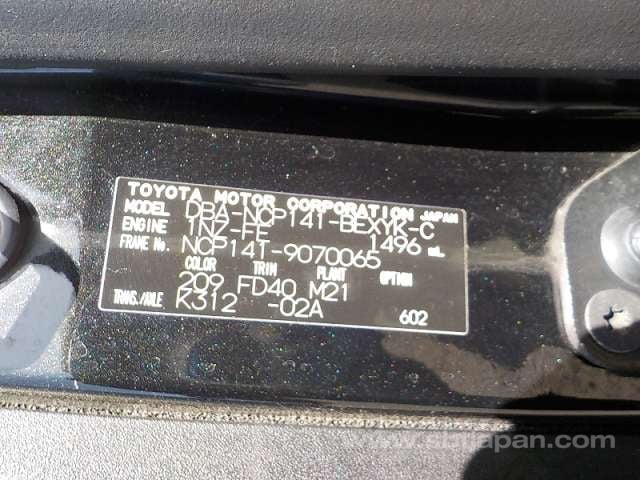 TOYOTA MOTOR CORPORATION JAPAN
MODEL DBA-NCP141-BEXYK-C
ENGINE 1NZ-FE 1496 mL
FRAME No. NCP141-9070065
COLOR TRIM PLANT OPTION
209 FD40 M21
TRANS./AXLE K312 -02A
602
www.sbtjapan.com